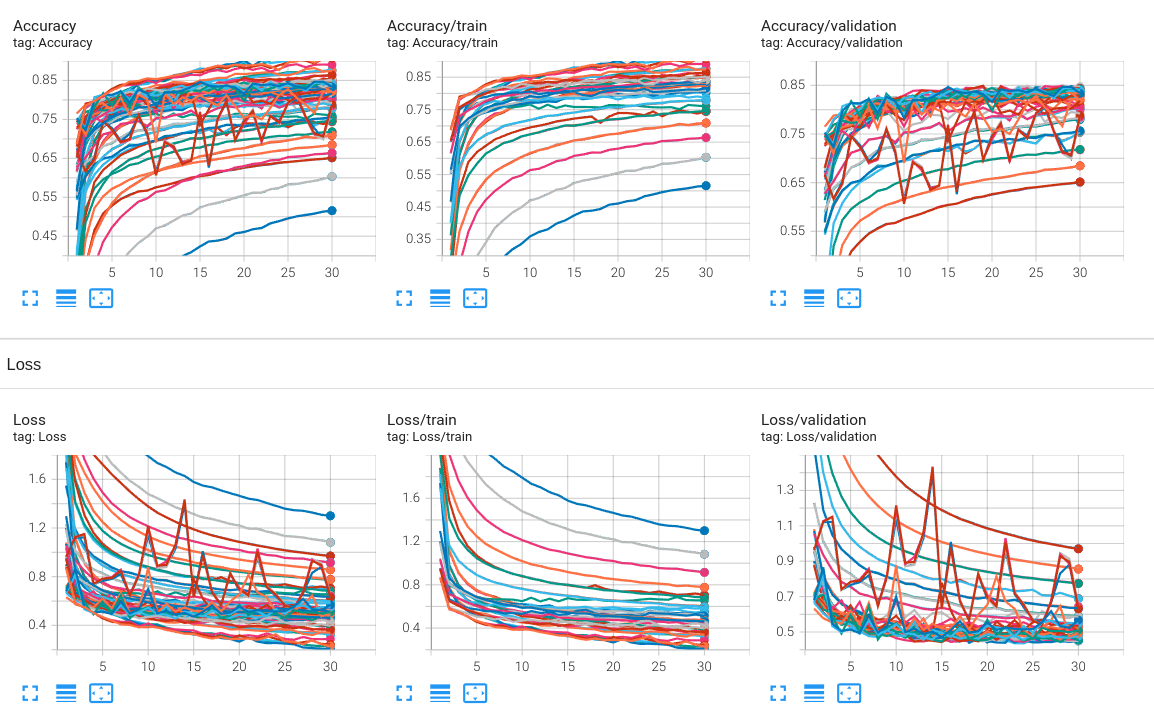 Accuracy
tag: Accuracy
Accuracy/train
tag: Accuracy/train
Accuracy/validation
tag: Accuracy/validation
0.85
0.75
0.65
0.55
0.45
5 10 15 20 25 30
0.85
0.75
0.65
0.55
0.45
0.35
5 10 15 20 25 30
0.85
0.75
0.65
0.55
5 10 15 20 25 30
Loss
Loss
tag: Loss
Loss/train
tag: Loss/train
Loss/validation
tag: Loss/validation
1.6
1.2
0.8
0.4
5 10 15 20 25 30
1.6
1.2
0.8
0.4
5 10 15 20 25 30
1.3
1.1
0.9
0.7
0.5
5 10 15 20 25 30